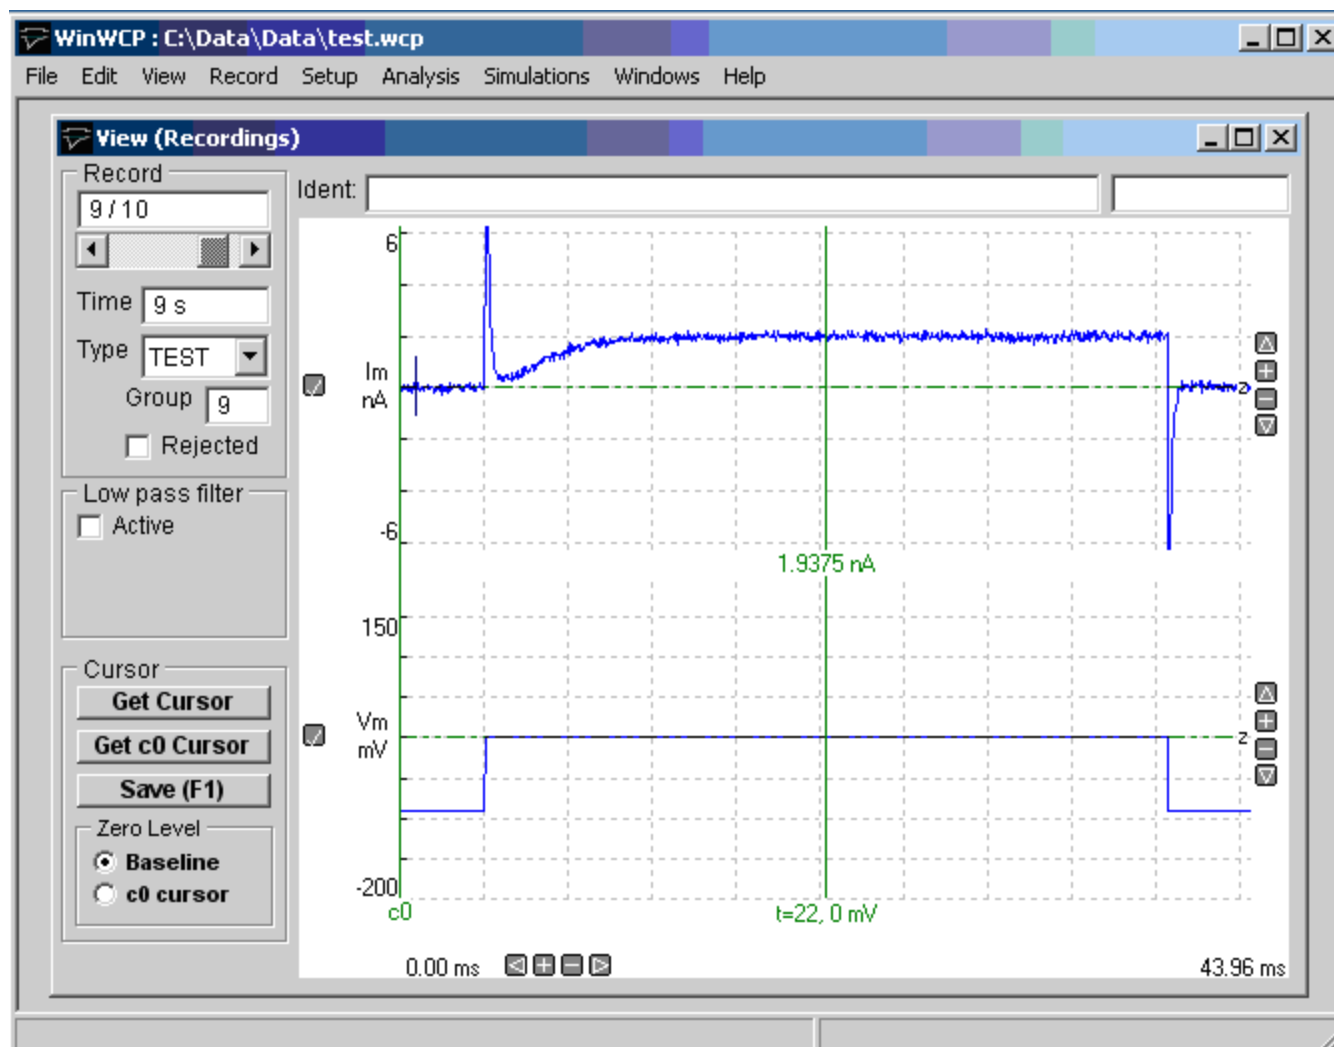 WinWCP : C:\Data\Data\test.wcp
File Edit View Record Setup Analysis Simulations Windows Help
View (Recordings)
Record
9 / 10
Ident:
Time 9 s
Type TEST
Group 9
Rejected
Low pass filter
Active
Cursor
Get Cursor
Get c0 Cursor
Save (F1)
Zero Level
Baseline
c0 cursor
6
Im
nA
z
-6
1.9375 nA
150
Vm
mV
z
-200
c0
t=22, 0 mV
0.00 ms
43.96 ms